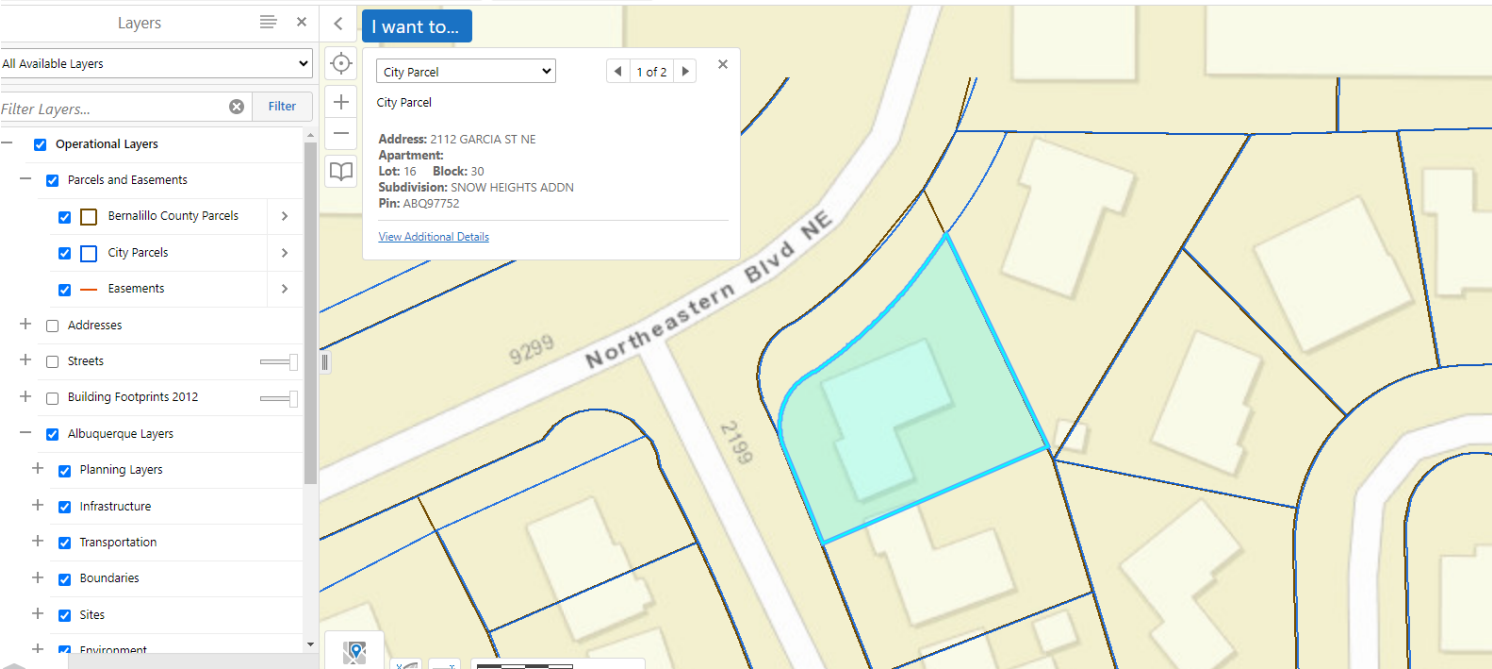 Layers
All Available Layers
Filter Layers...
Filter
Operational Layers
Parcels and Easements
Bernalillo County Parcels
City Parcels
Easements
Addresses
Streets
Building Footprints 2012
Albuquerque Layers
Planning Layers
Infrastructure
Transportation
Boundaries
Sites
Environment
I want to...
City Parcel
1 of 2
City Parcel
Address: 2112 GARCIA ST NE
Apartment:
Lot: 16 Block: 30
Subdivision: SNOW HEIGHTS ADDN
Pin: ABQ97752
View Additional Details
Northeastern Blvd NE
9299
2199